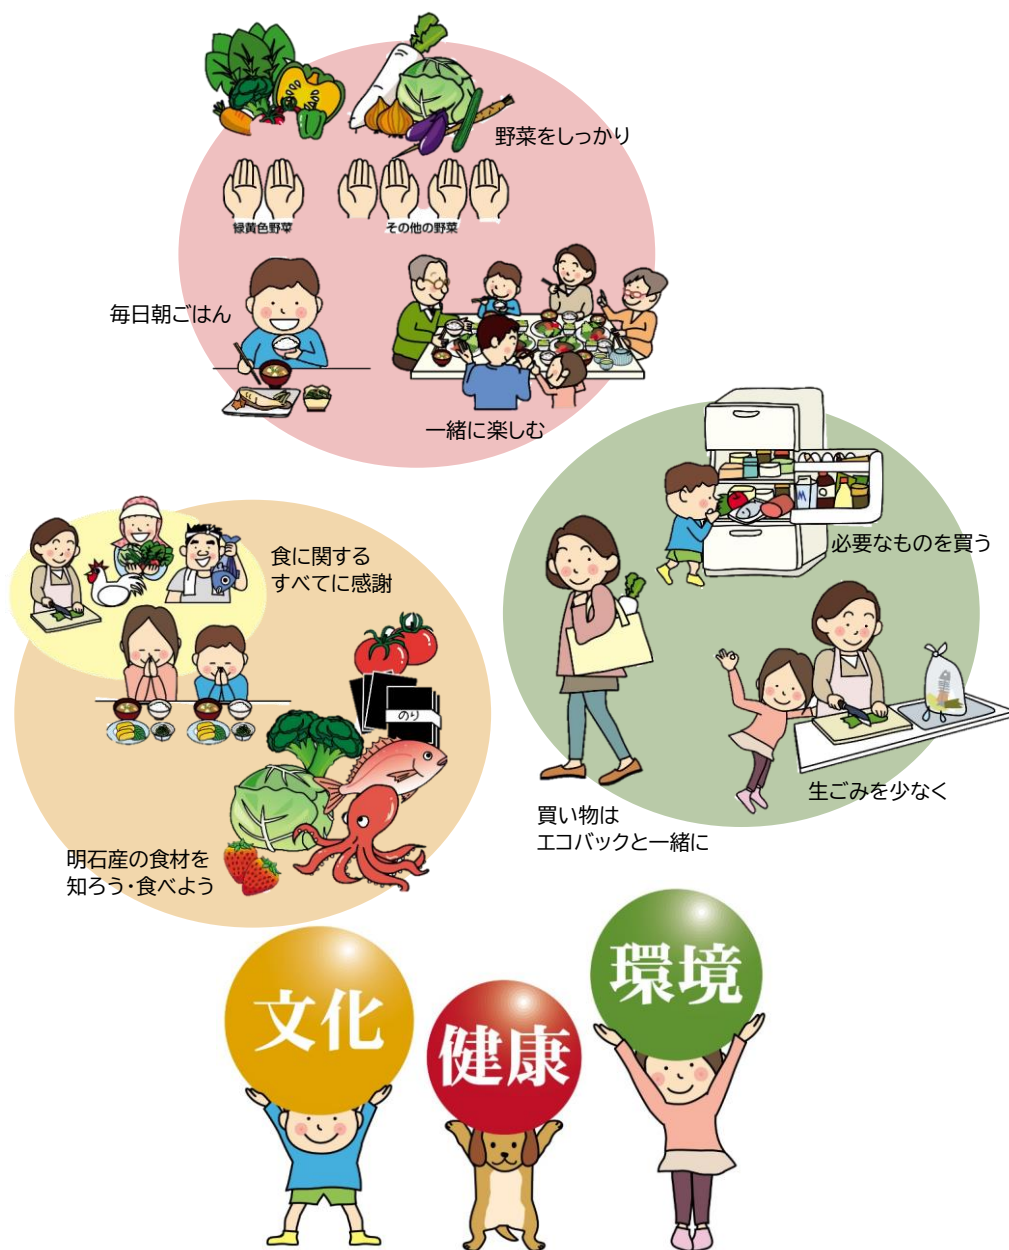 野菜をしっかり
緑黄色野菜
その他の野菜
毎日朝ごはん
一緒に楽しむ
必要なものを買う
食に関する
すべてに感謝
のり
生ごみを少なく
買い物は
エコバックと一緒に
明石産の食材を
知ろう・食べよう
環境
文化
健康